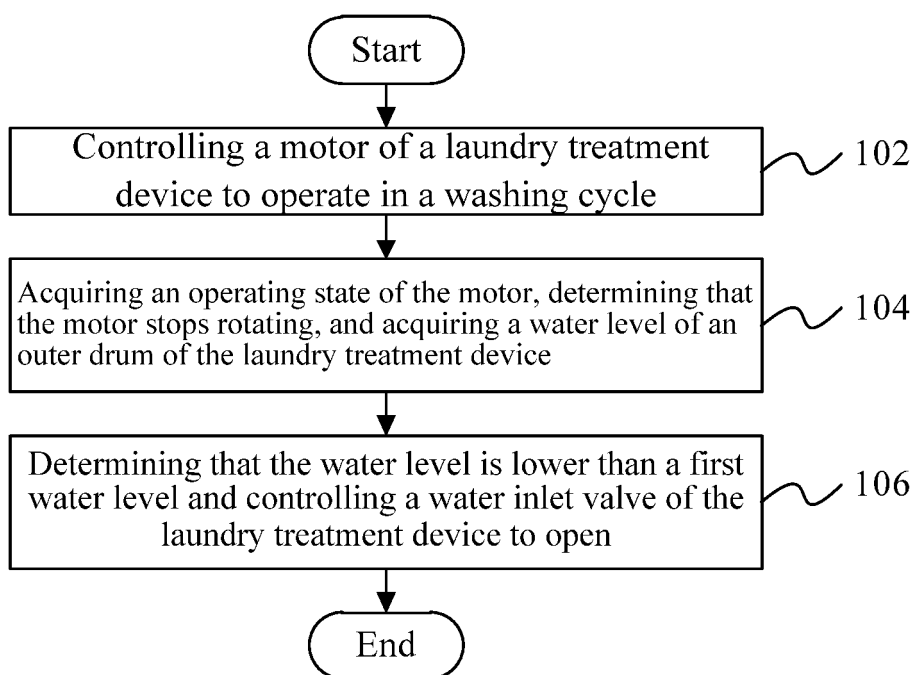 Start
Controlling a motor of a laundry treatment
device to operate in a washing cycle
102
Acquiring an operating state of the motor, determining that
the motor stops rotating, and acquiring a water level of an
outer drum of the laundry treatment device
104
Determining that the water level is lower than a first
water level and controlling a water inlet valve of the
laundry treatment device to open
106
End